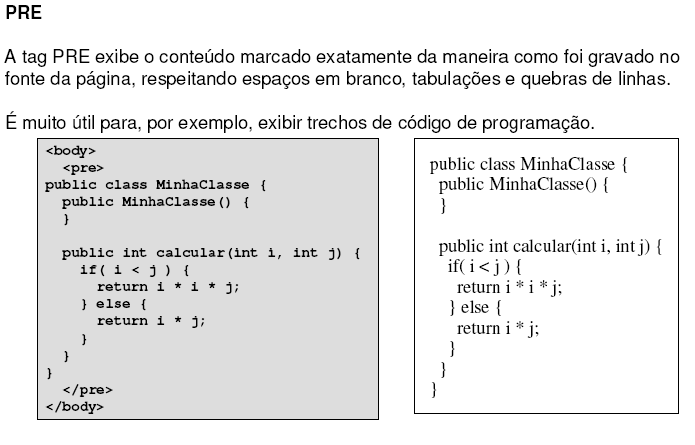 PRE
A tag PRE exibe o conteúdo marcado exatamente da maneira como foi gravado no
fonte da página, respeitando espaços em branco, tabulações e quebras de linhas.
É muito útil para, por exemplo, exibir trechos de código de programação.
<body>
  <pre>
public class MinhaClasse {
  public MinhaClasse() {
  }

  public int calcular(int i, int j) {
    if( i < j ) {
      return i * i * j;
    } else {
      return i * j;
    }
  }
}
  </pre>
</body>
public class MinhaClasse {
  public MinhaClasse() {
  }

  public int calcular(int i, int j) {
    if( i < j ) {
      return i * i * j;
    } else {
      return i * j;
    }
  }
}